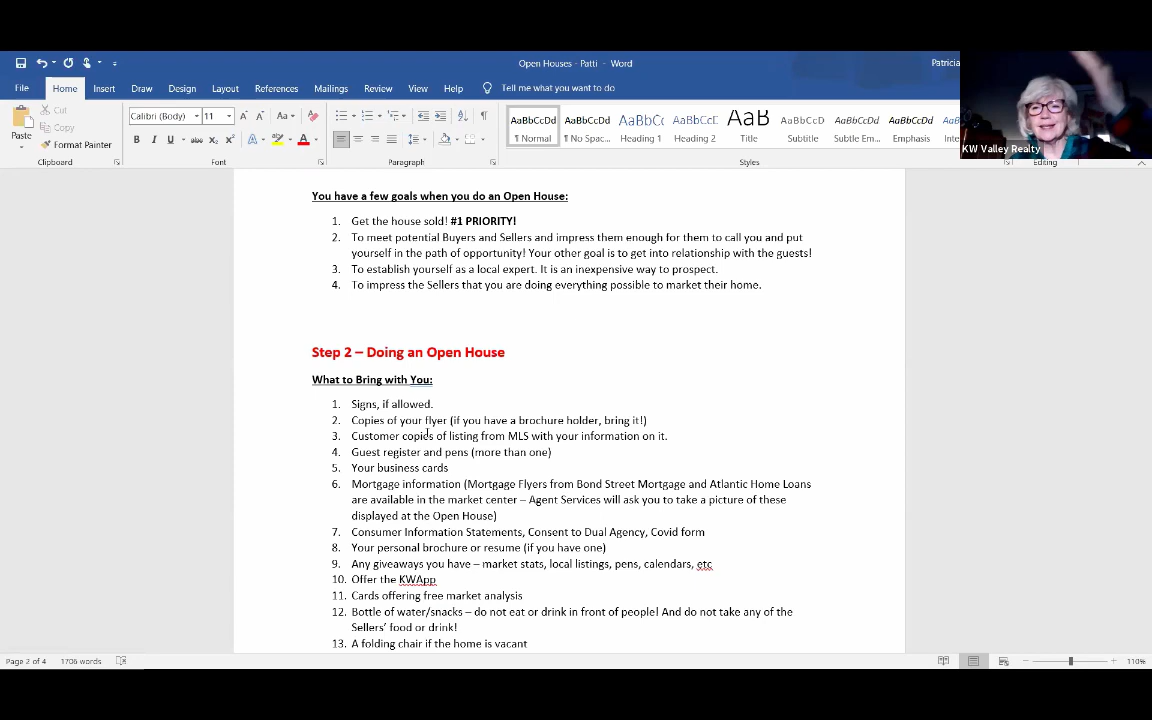 Open Houses - Patti - Word
Patricia
File Home Insert Draw Design Layout References Mailings Review View Help Tell me what you want to do
Paste
Cut
Copy
Format Painter
Clipboard
Calibri (Body) 11
Font
Paragraph
AaBbCcDd AaBbCcDd AaBbCc AaBbCcC AaB AaBbCcD AaBbCcDd AaBbCcDd
Normal No Spac... Heading 1 Heading 2 Title Subtitle Subtle Em... Emphasis
Styles
Editing
KW Valley Realty
You have a few goals when you do an Open House:
1. Get the house sold! #1 PRIORITY!
2. To meet potential Buyers and Sellers and impress them enough for them to call you and put
yourself in the path of opportunity! Your other goal is to get into relationship with the guests!
3. To establish yourself as a local expert. It is an inexpensive way to prospect.
4. To impress the Sellers that you are doing everything possible to market their home.
Step 2 – Doing an Open House
What to Bring with You:
1. Signs, if allowed.
2. Copies of your flyer (if you have a brochure holder, bring it!)
3. Customer copies of listing from MLS with your information on it.
4. Guest register and pens (more than one)
5. Your business cards
6. Mortgage information (Mortgage Flyers from Bond Street Mortgage and Atlantic Home Loans
are available in the market center – Agent Services will ask you to take a picture of these
displayed at the Open House)
7. Consumer Information Statements, Consent to Dual Agency, Covid form
8. Your personal brochure or resume (if you have one)
9. Any giveaways you have – market stats, local listings, pens, calendars, etc
10. Offer the KWApp
11. Cards offering free market analysis
12. Bottle of water/snacks – do not eat or drink in front of people! And do not take any of the
Sellers' food or drink!
13. A folding chair if the home is vacant
Page 2 of 4 1706 words
110%